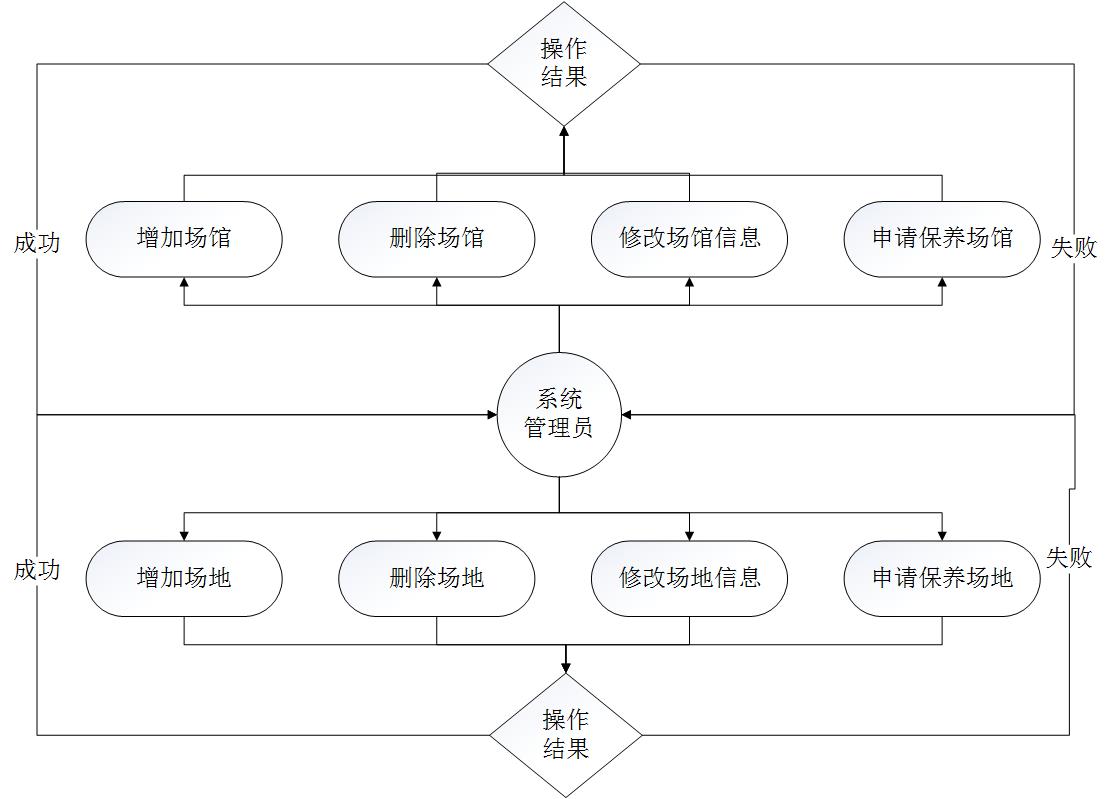 操作
结果
成功
增加场馆
删除场馆
修改场馆信息
申请保养场馆
失败
系统
管理员
成功
增加场地
删除场地
修改场地信息
申请保养场地
失败
操作
结果